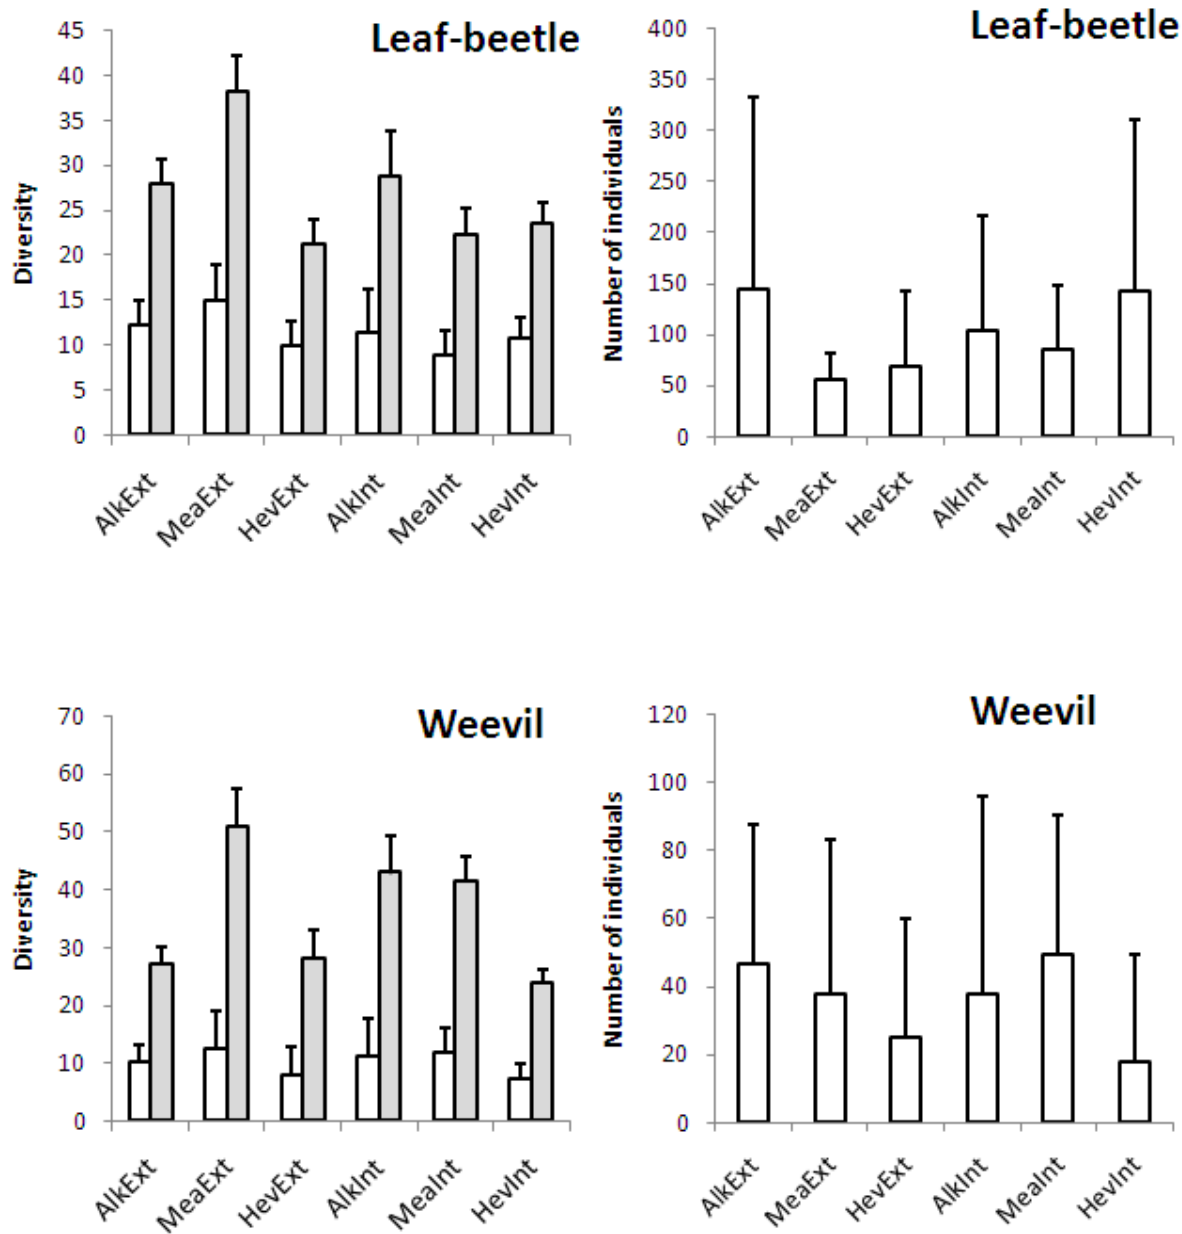 Leaf-beetle
Diversity
45
40
35
30
25
20
15
10
5
0
AlkExt
MeaExt
HevExt
AlkInt
MeaInt
HevInt
Leaf-beetle
Number of individuals
400
350
300
250
200
150
100
50
0
AlkExt
MeaExt
HevExt
AlkInt
MeaInt
HevInt
Weevil
Diversity
70
60
50
40
30
20
10
0
AlkExt
MeaExt
HevExt
AlkInt
MeaInt
HevInt
Weevil
Number of individuals
120
100
80
60
40
20
0
AlkExt
MeaExt
HevExt
AlkInt
MeaInt
HevInt